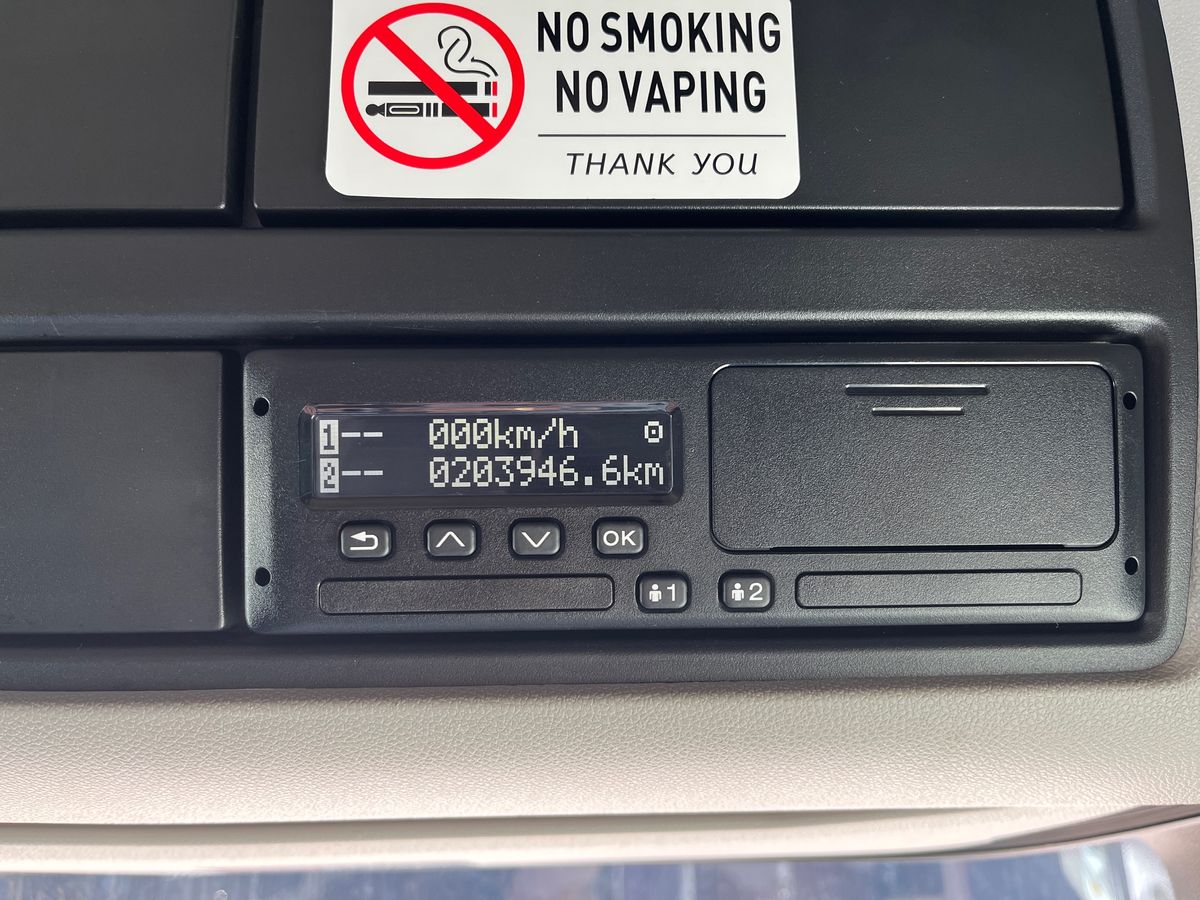 NO SMOKING
NO VAPING
THANK YOU
1-- 000km/h
2-- 0203946.6km
OK
1 2